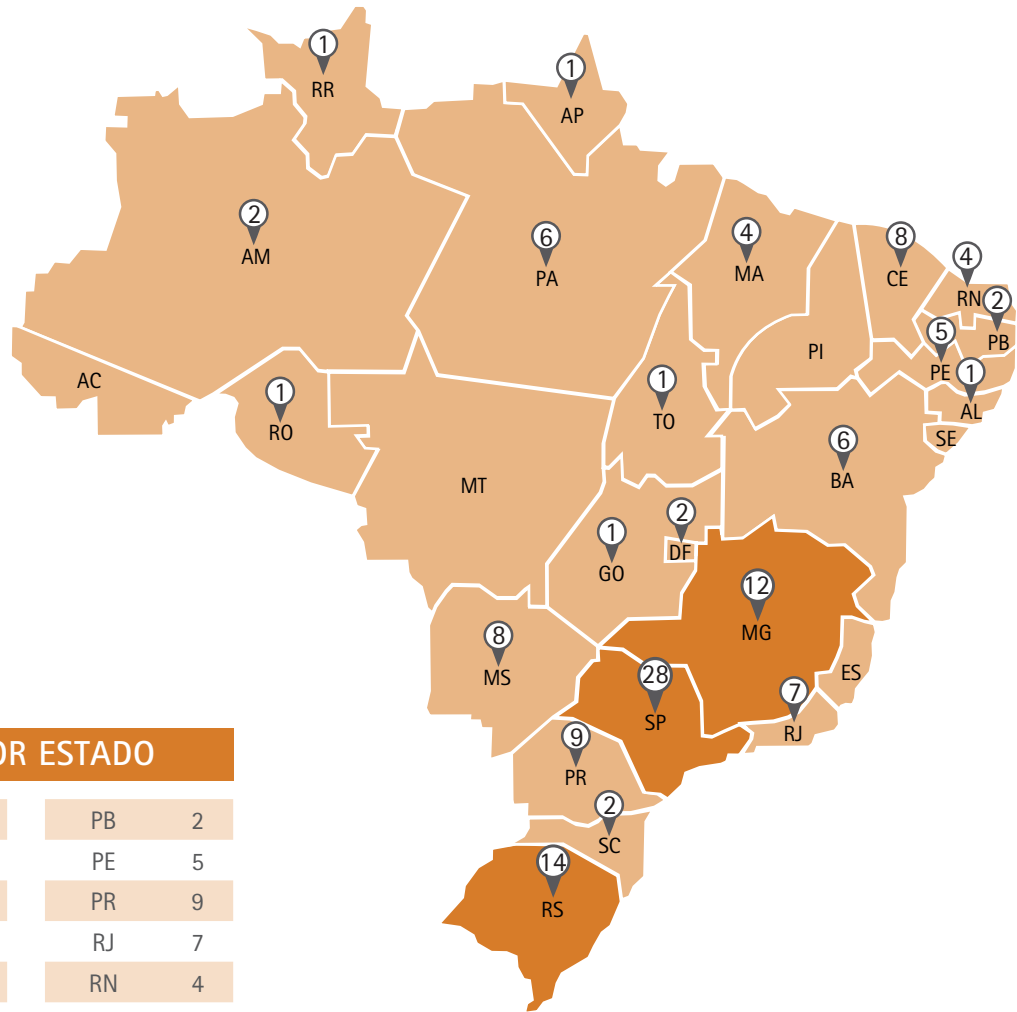 1
RR
1
AP
2
AM
6
PA
4
MA
8
CE
4
RN
2
PB
5
PE
1
AL
SE
PI
AC
1
RO
1
TO
6
BA
MT
1
GO
2
DF
12
MG
8
MS
28
SP
ES
7
RJ
9
PR
2
SC
14
RS
OR ESTADO
PB 2
PE 5
PR 9
RJ 7
RN 4